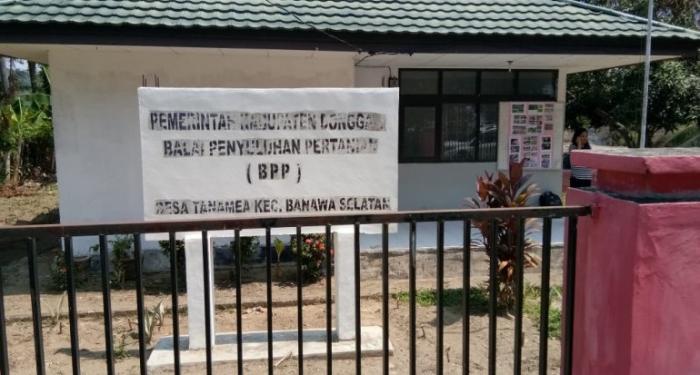 PEMERINTAH KABUPATEN DONGGALA
BALAI PENYULUHAN PERTANIAN
( BPP )
DESA TANAMEA KEC. BANAWA SELATAN